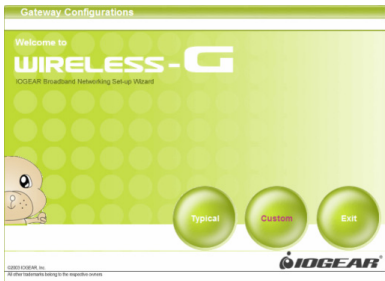 Gateway Configurations
Welcome to
WIRELESS-G
IOGEAR Broadband Networking Set-up Wizard
Typical
Custom
Exit
IOGEAR®
©2003 IOGEAR, Inc.
All other trademarks belong to the respective owners